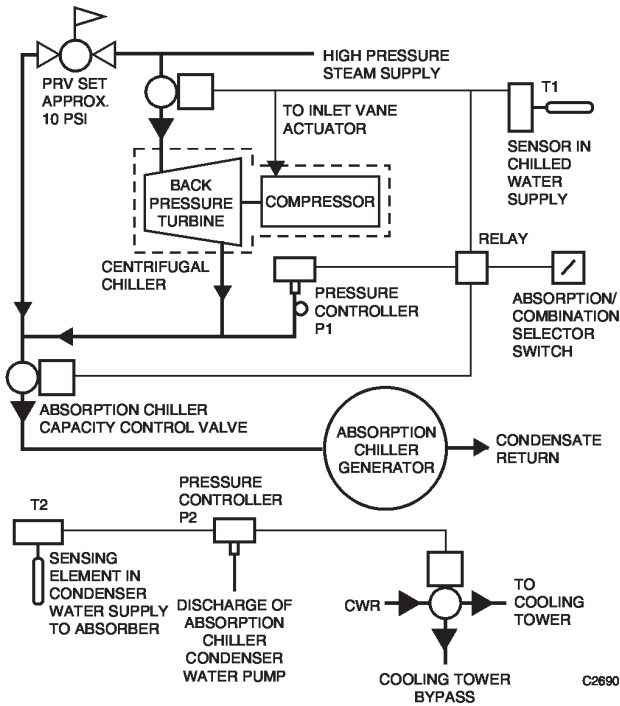 HIGH PRESSURE
STEAM SUPPLY
PRV SET
APPROX.
10 PSI
T1
TO INLET VANE
ACTUATOR
SENSOR IN
CHILLED
WATER
SUPPLY
BACK
PRESSURE
TURBINE
COMPRESSOR
RELAY
CENTRIFUGAL
CHILLER
PRESSURE
CONTROLLER
P1
ABSORPTION/
COMBINATION
SELECTOR
SWITCH
ABSORPTION CHILLER
CAPACITY CONTROL VALVE
ABSORPTION
CHILLER
GENERATOR
CONDENSATE
RETURN
PRESSURE
CONTROLLER
P2
T2
SENSING
ELEMENT IN
CONDENSER
WATER SUPPLY
TO ABSORBER
DISCHARGE OF
ABSORPTION
CHILLER
CONDENSER
WATER PUMP
CWR
TO
COOLING
TOWER
COOLING TOWER
BYPASS
C2690